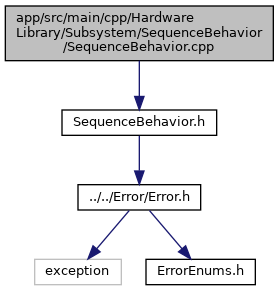 app/src/main/cpp/Hardware
Library/Subsystem/SequenceBehavior
/SequenceBehavior.cpp
SequenceBehavior.h
../../Error/Error.h
exception
ErrorEnums.h